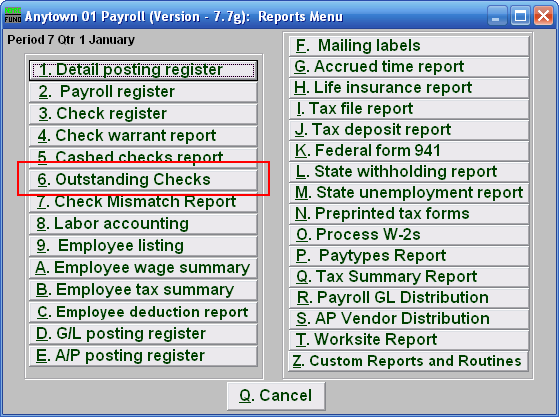 Anytown 01 Payroll (Version - 7.7g): Reports Menu
Period 7 Qtr 1 January
1. Detail posting register
2. Payroll register
3. Check register
4. Check warrant report
5. Cashed checks report
6. Outstanding Checks
7. Check Mismatch Report
8. Labor accounting
9. Employee listing
A. Employee wage summary
B. Employee tax summary
C. Employee deduction report
D. G/L posting register
E. A/P posting register
F. Mailing labels
G. Accrued time report
H. Life insurance report
I. Tax file report
J. Tax deposit report
K. Federal form 941
L. State withholding report
M. State unemployment report
N. Preprinted tax forms
O. Process W-2s
P. Paytypes Report
Q. Tax Summary Report
R. Payroll GL Distribution
S. AP Vendor Distribution
T. Worksite Report
Z. Custom Reports and Routines
Q. Cancel